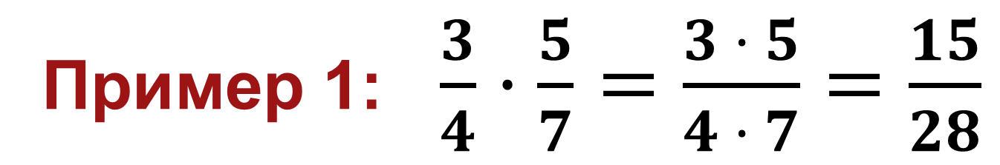 Пример 1: 3/4 · 5/7 = 3 · 5/4 · 7 = 15/28